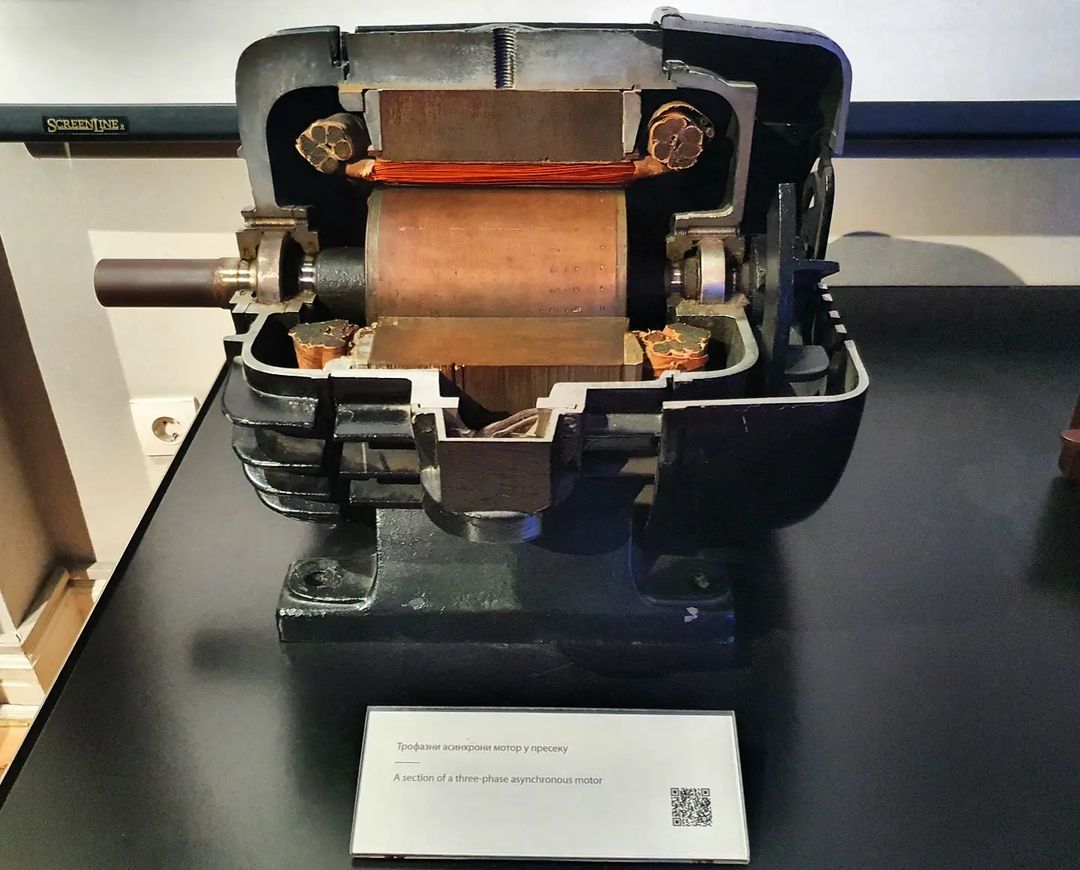 SCREENLINE
Трофазни асинхрони мотор у пресеку
A section of a three-phase asynchronous motor